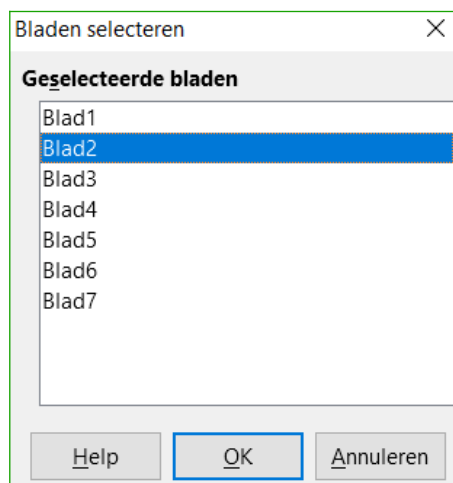 Bladen selecteren
Geselecteerde bladen
Blad1
Blad2
Blad3
Blad4
Blad5
Blad6
Blad7
Help OK Annuleren